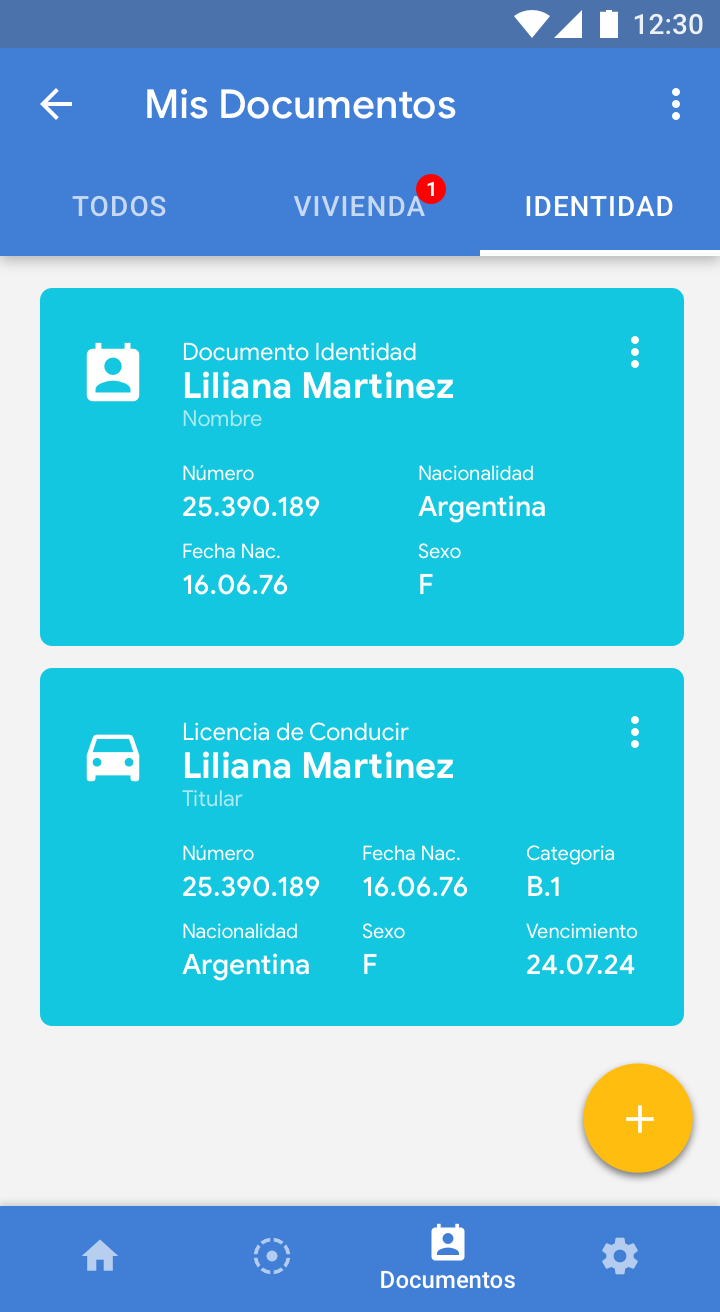 12:30
Mis Documentos
TODOS VIVIENDA 1 IDENTIDAD
Documento Identidad
Liliana Martinez
Nombre
Número Nacionalidad
25.390.189 Argentina
Fecha Nac. Sexo
16.06.76 F
Licencia de Conducir
Liliana Martinez
Titular
Número Fecha Nac. Categoria
25.390.189 16.06.76 B.1
Nacionalidad Sexo Vencimiento
Argentina F 24.07.24
Documentos